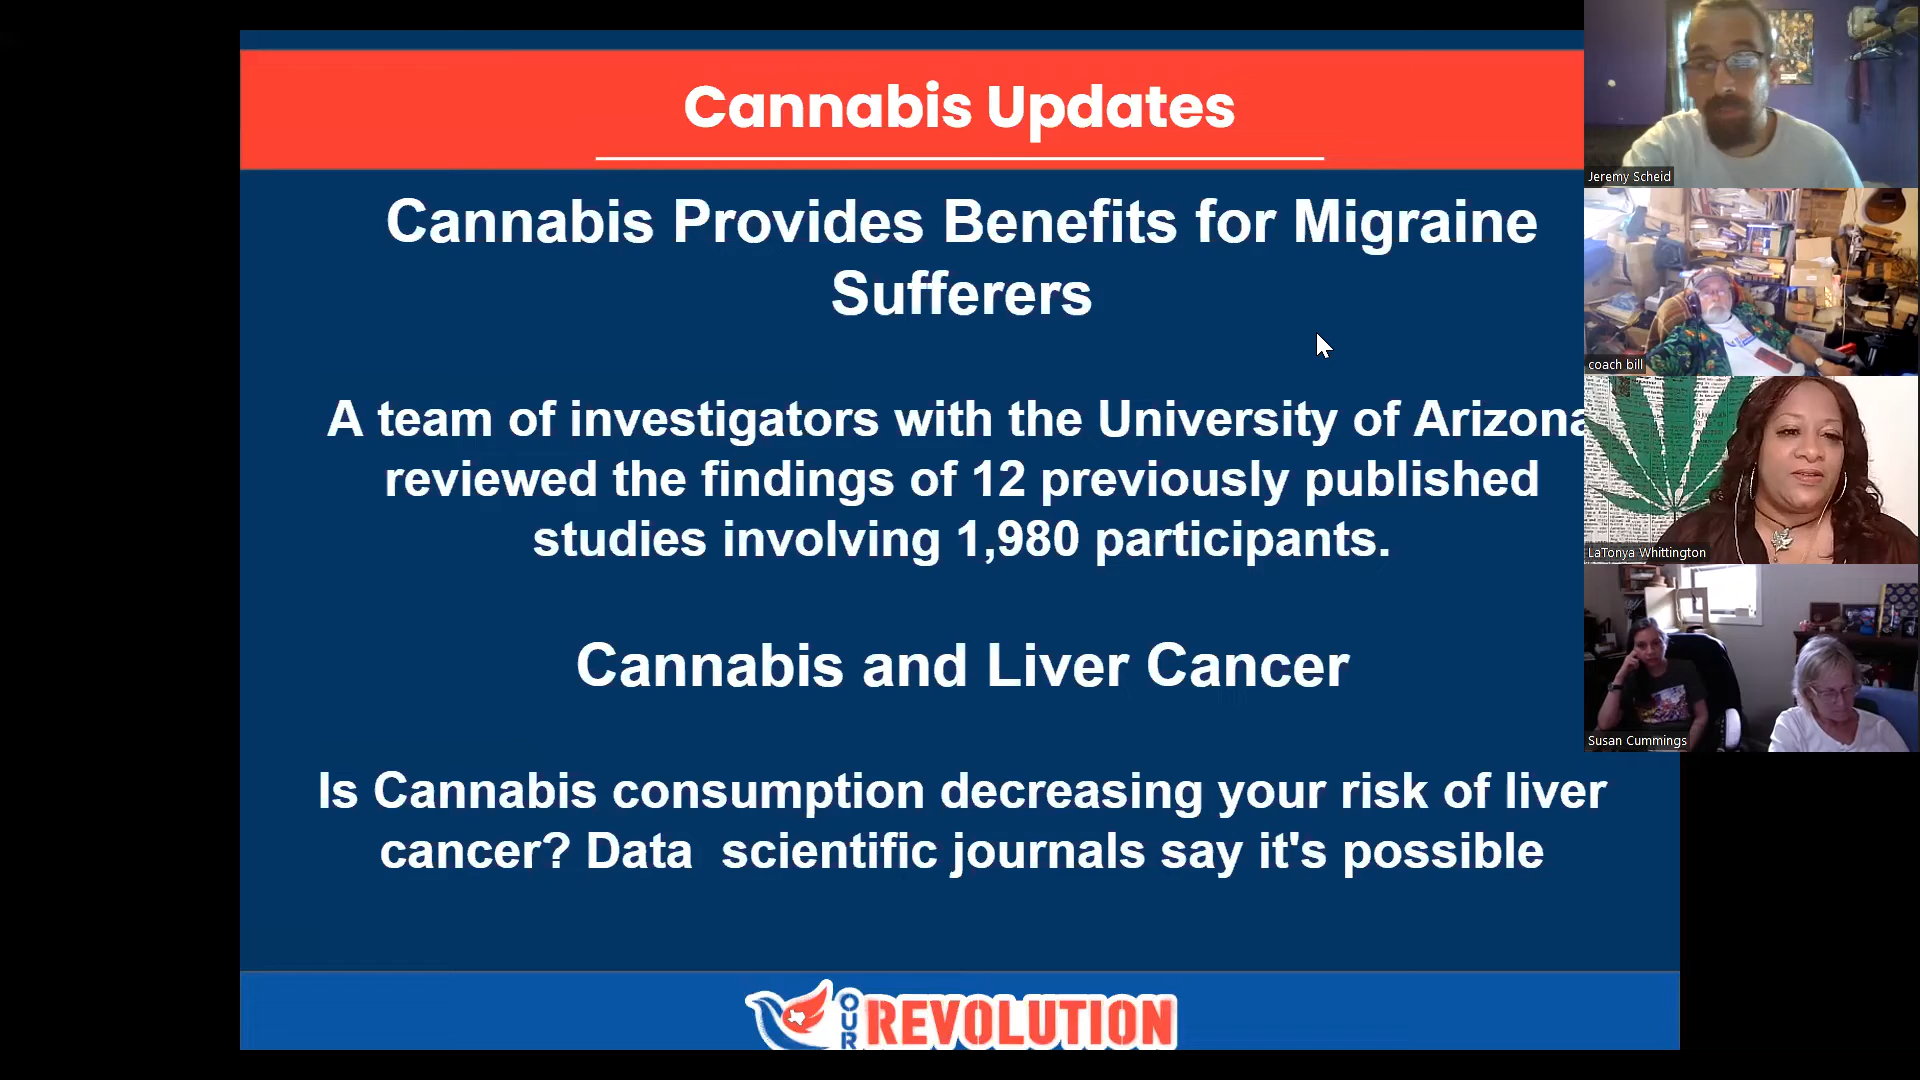 Cannabis Updates
Cannabis Provides Benefits for Migraine
Sufferers
A team of investigators with the University of Arizona
reviewed the findings of 12 previously published
studies involving 1,980 participants.
Cannabis and Liver Cancer
Is Cannabis consumption decreasing your risk of liver
cancer? Data  scientific journals say it's possible
OUR REVOLUTION
Jeremy Scheid
coach bill
LaTonya Whittington
Susan Cummings